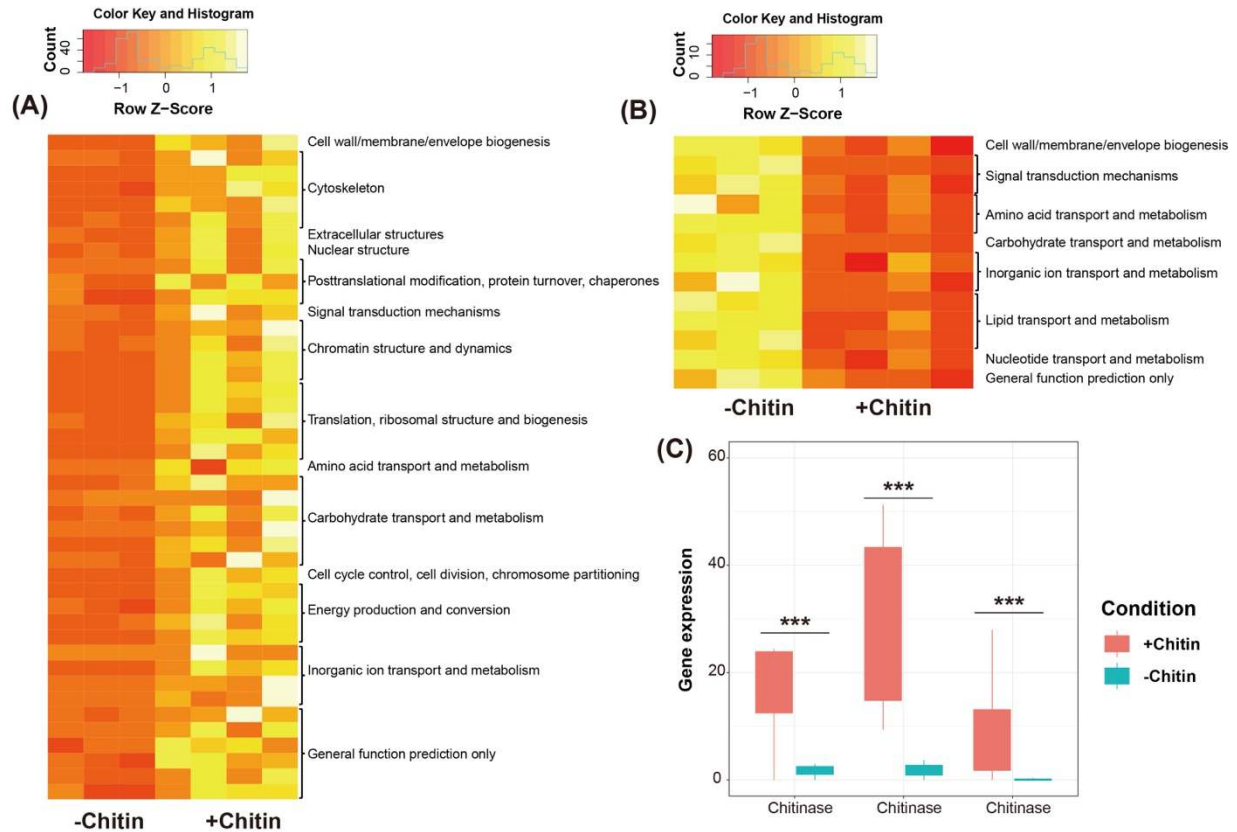 Color Key and Histogram
Count
0 40
−1 0 1
Row Z−Score
(A)
Cell wall/membrane/envelope biogenesis
Cytoskeleton
Extracellular structures
Nuclear structure
Posttranslational modification, protein turnover, chaperones
Signal transduction mechanisms
Chromatin structure and dynamics
Translation, ribosomal structure and biogenesis
Amino acid transport and metabolism
Carbohydrate transport and metabolism
Cell cycle control, cell division, chromosome partitioning
Energy production and conversion
Inorganic ion transport and metabolism
General function prediction only
-Chitin +Chitin
Color Key and Histogram
Count
0 10
−1 0 1
Row Z−Score
(B)
Cell wall/membrane/envelope biogenesis
Signal transduction mechanisms
Amino acid transport and metabolism
Carbohydrate transport and metabolism
Inorganic ion transport and metabolism
Lipid transport and metabolism
Nucleotide transport and metabolism
General function prediction only
-Chitin +Chitin
(C)
Gene expression
60
40
20
0
***
***
***
Chitinase Chitinase Chitinase
Condition
+Chitin
-Chitin